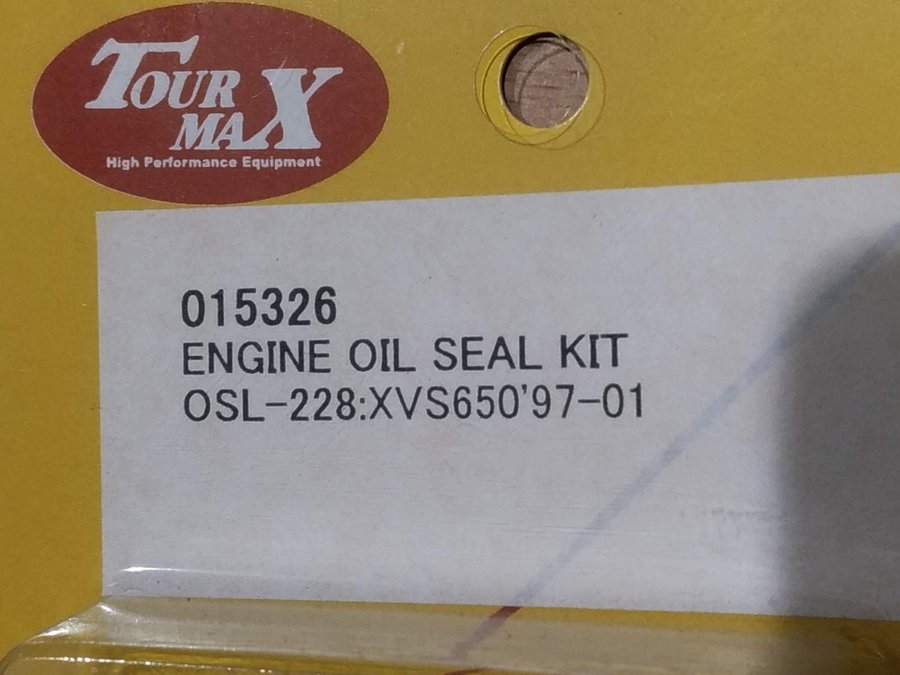 TOUR
MAX
High Performance Equipment
015326
ENGINE OIL SEAL KIT
OSL-228:XVS650'97-01